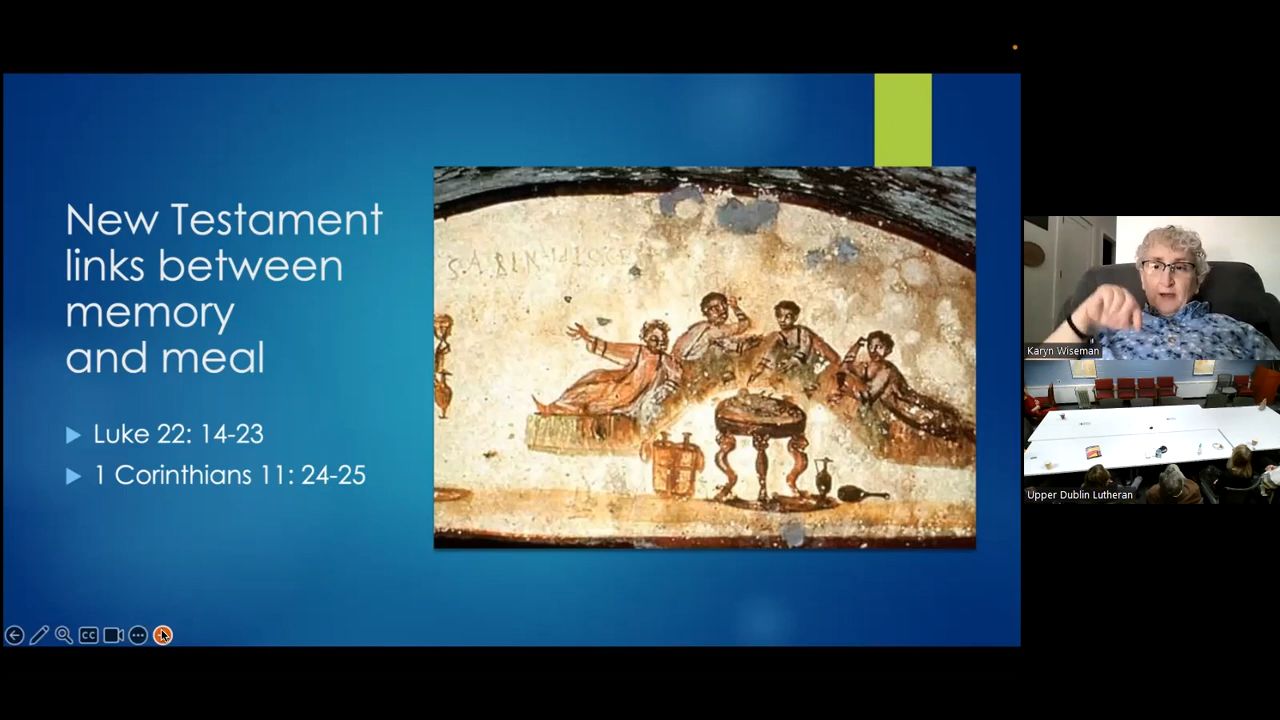 New Testament
links between
memory
and meal
Luke 22: 14-23
1 Corinthians 11: 24-25
CC
Karyn Wiseman
Upper Dublin Lutheran